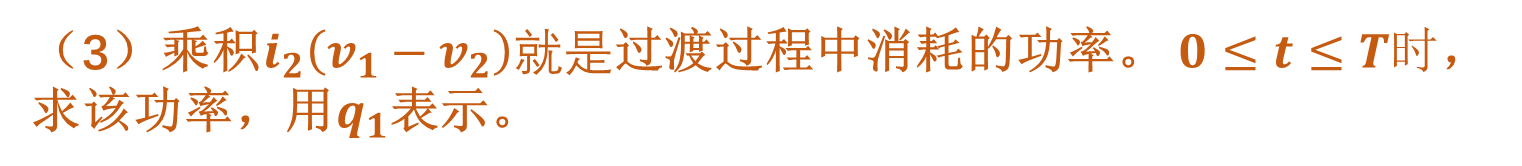 （3）乘积i₂(v₁ − v₂)就是过渡过程中消耗的功率。 0 ≤ t ≤ T时，
求该功率，用q₁表示。